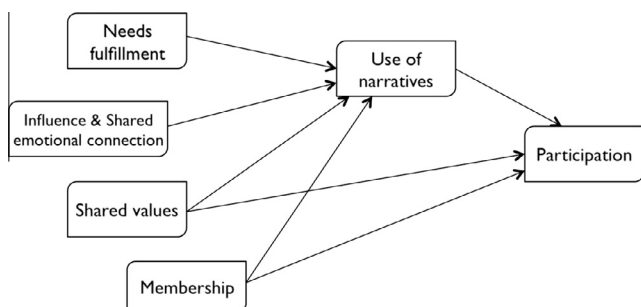 Needs
fulfillment
Use of
narratives
Influence & Shared
emotional connection
Participation
Shared values
Membership